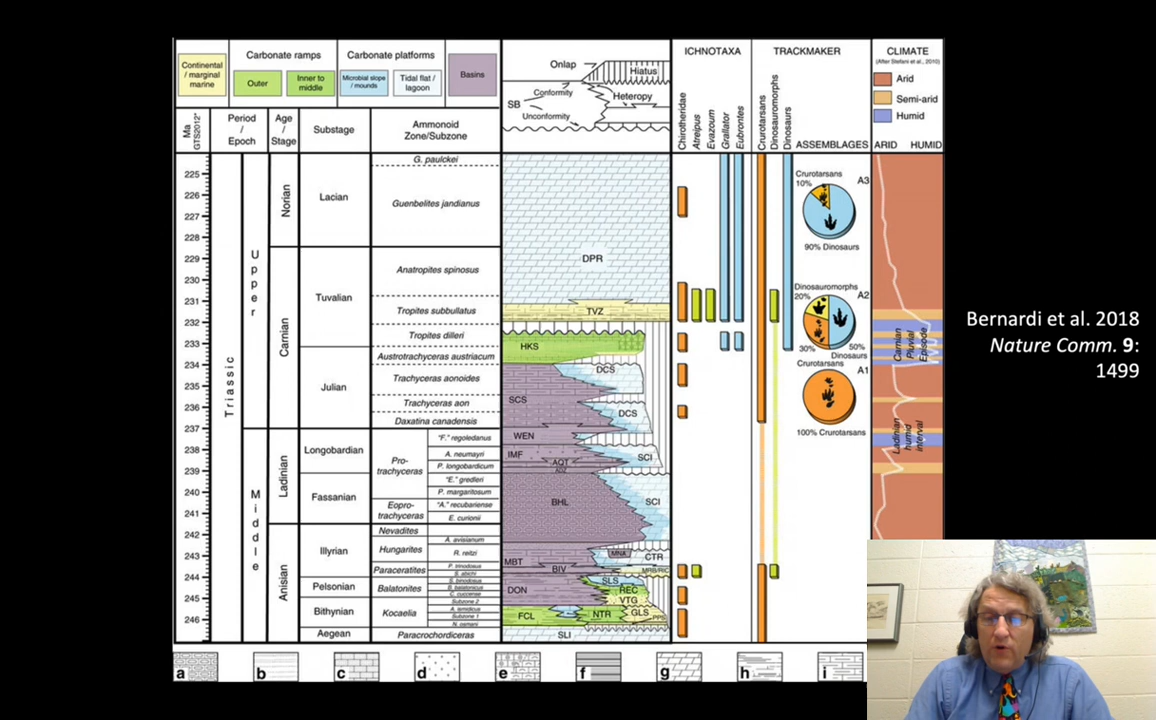 Continental / marginal marine
Carbonate ramps
Outer
Inner to middle
Carbonate platforms
Microbial slope / mounds
Tidal flat / lagoon
Basins
Onlap
Hiatus
Conformity
SB
Heteropy
Unconformity
ICHNOTAXA
TRACKMAKER
CLIMATE
(After Stefani et al., 2010)
Arid
Semi-arid
Humid
Ma GTS2012*
Period / Epoch
Age / Stage
Substage
Ammonoid Zone/Subzone
Chirotheridae
Atreipus
Evazoum
Grallator
Eubrontes
Crurotarsans
Dinosauromorphs
Dinosaurs
ASSEMBLAGES
ARID HUMID
225
226
227
228
229
230
231
232
233
234
235
236
237
238
239
240
241
242
243
244
245
246
Triassic
Upper
Middle
Norian
Carnian
Ladinian
Anisian
Lacian
Tuvalian
Julian
Longobardian
Fassanian
Illyrian
Pelsonian
Bithynian
Aegean
G. paulckei
Guenbelites jandianus
Anatropites spinosus
Tropites subbullatus
Tropites dilleri
Austrotrachyceras austriacum
Trachyceras aonoides
Trachyceras aon
Daxatina canadensis
Pro-
trachyceras
"F." regoledanus
A. neumayri
P. longobardicum
"E." gredleri
P. margaritosum
Eopro-
trachyceras
"A." recubariense
E. curionii
Nevadites
Hungarites
A. avisianum
R. reitzi
Paraceratites
P. trinodosus
S. abichi
Balatonites
B. balatonicus
C. cuccense
Kocaelia
Subzone 2
A. ismidicus
Subzone 1
N. osmani
Paracrochordiceras
DPR
TVZ
HKS
DCS
SCS
DCS
WEN
IMF
AQT
SCI
BHL
SCI
MNA
CTR
MBT
BIV
MRB/RIC
DON
SLS
REC
VTG
FCL
NTR
GLS
SLI
Crurotarsans
10%
A3
90% Dinosaurs
Dinosauromorphs
20%
A2
30%
50%
Dinosaurs
Crurotarsans
A1
100% Crurotarsans
Carnian Pluvial Episode
Ladinian humid interval
a
b
c
d
e
f
g
h
i
Bernardi et al. 2018
Nature Comm. 9:
1499